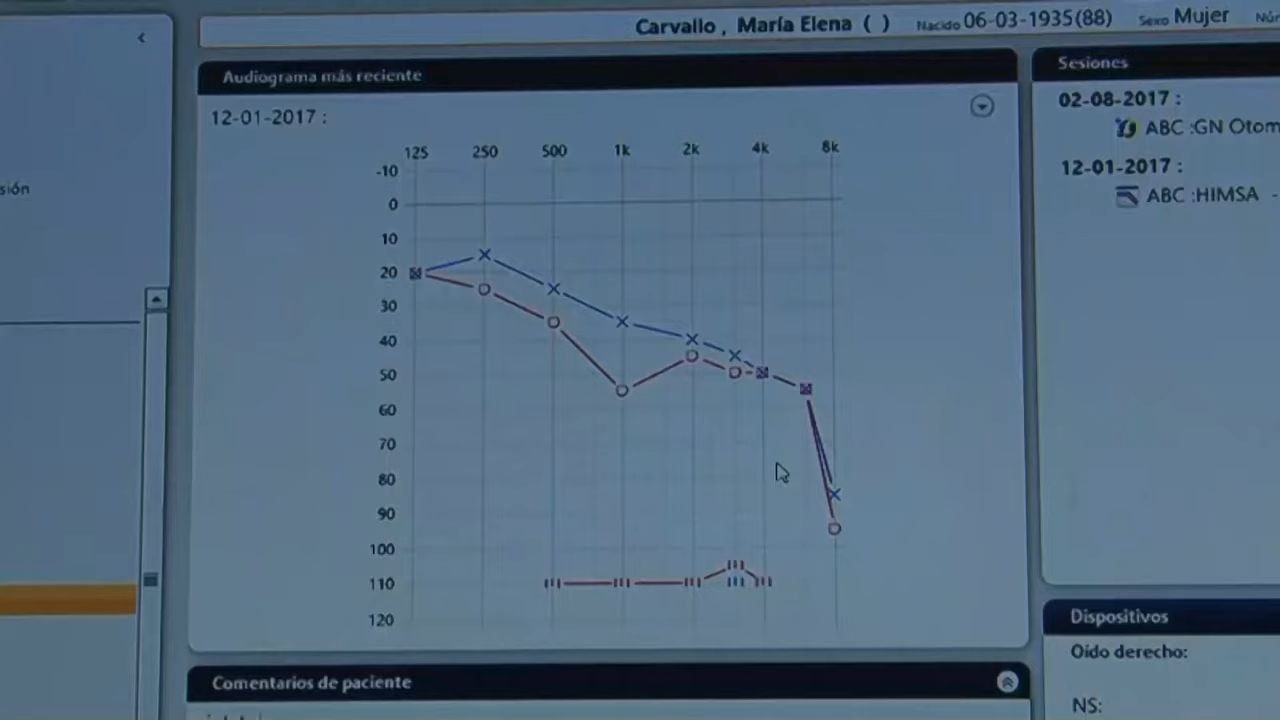 Carvallo , María Elena ( ) Nacido 06-03-1935(88) Sexo Mujer
Audiograma más reciente
12-01-2017 :
125 250 500 1k 2k 4k 8k
-10
0
10
20
30
40
50
60
70
80
90
100
110
120
Comentarios de paciente
sión
Sesiones
02-08-2017 :
ABC :GN Otom
12-01-2017 :
ABC :HIMSA -
Dispositivos
Oído derecho:
NS: